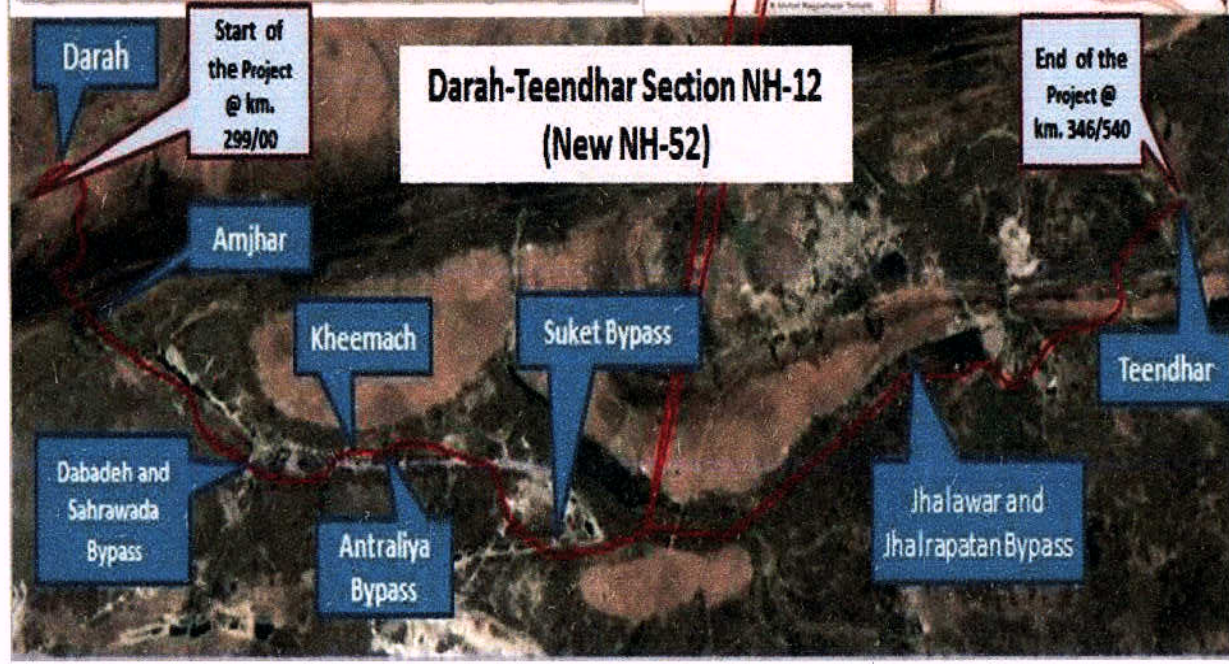 Darah
Start of
the Project
@ km.
299/00
Darah-Teendhar Section NH-12
(New NH-52)
End of the
Project @
km. 346/540
Amjhar
Kheemach
Suket Bypass
Teendhar
Dabadeh and
Sahrawada
Bypass
Antraliya
Bypass
Jhalawar and
Jhalrapatan Bypass